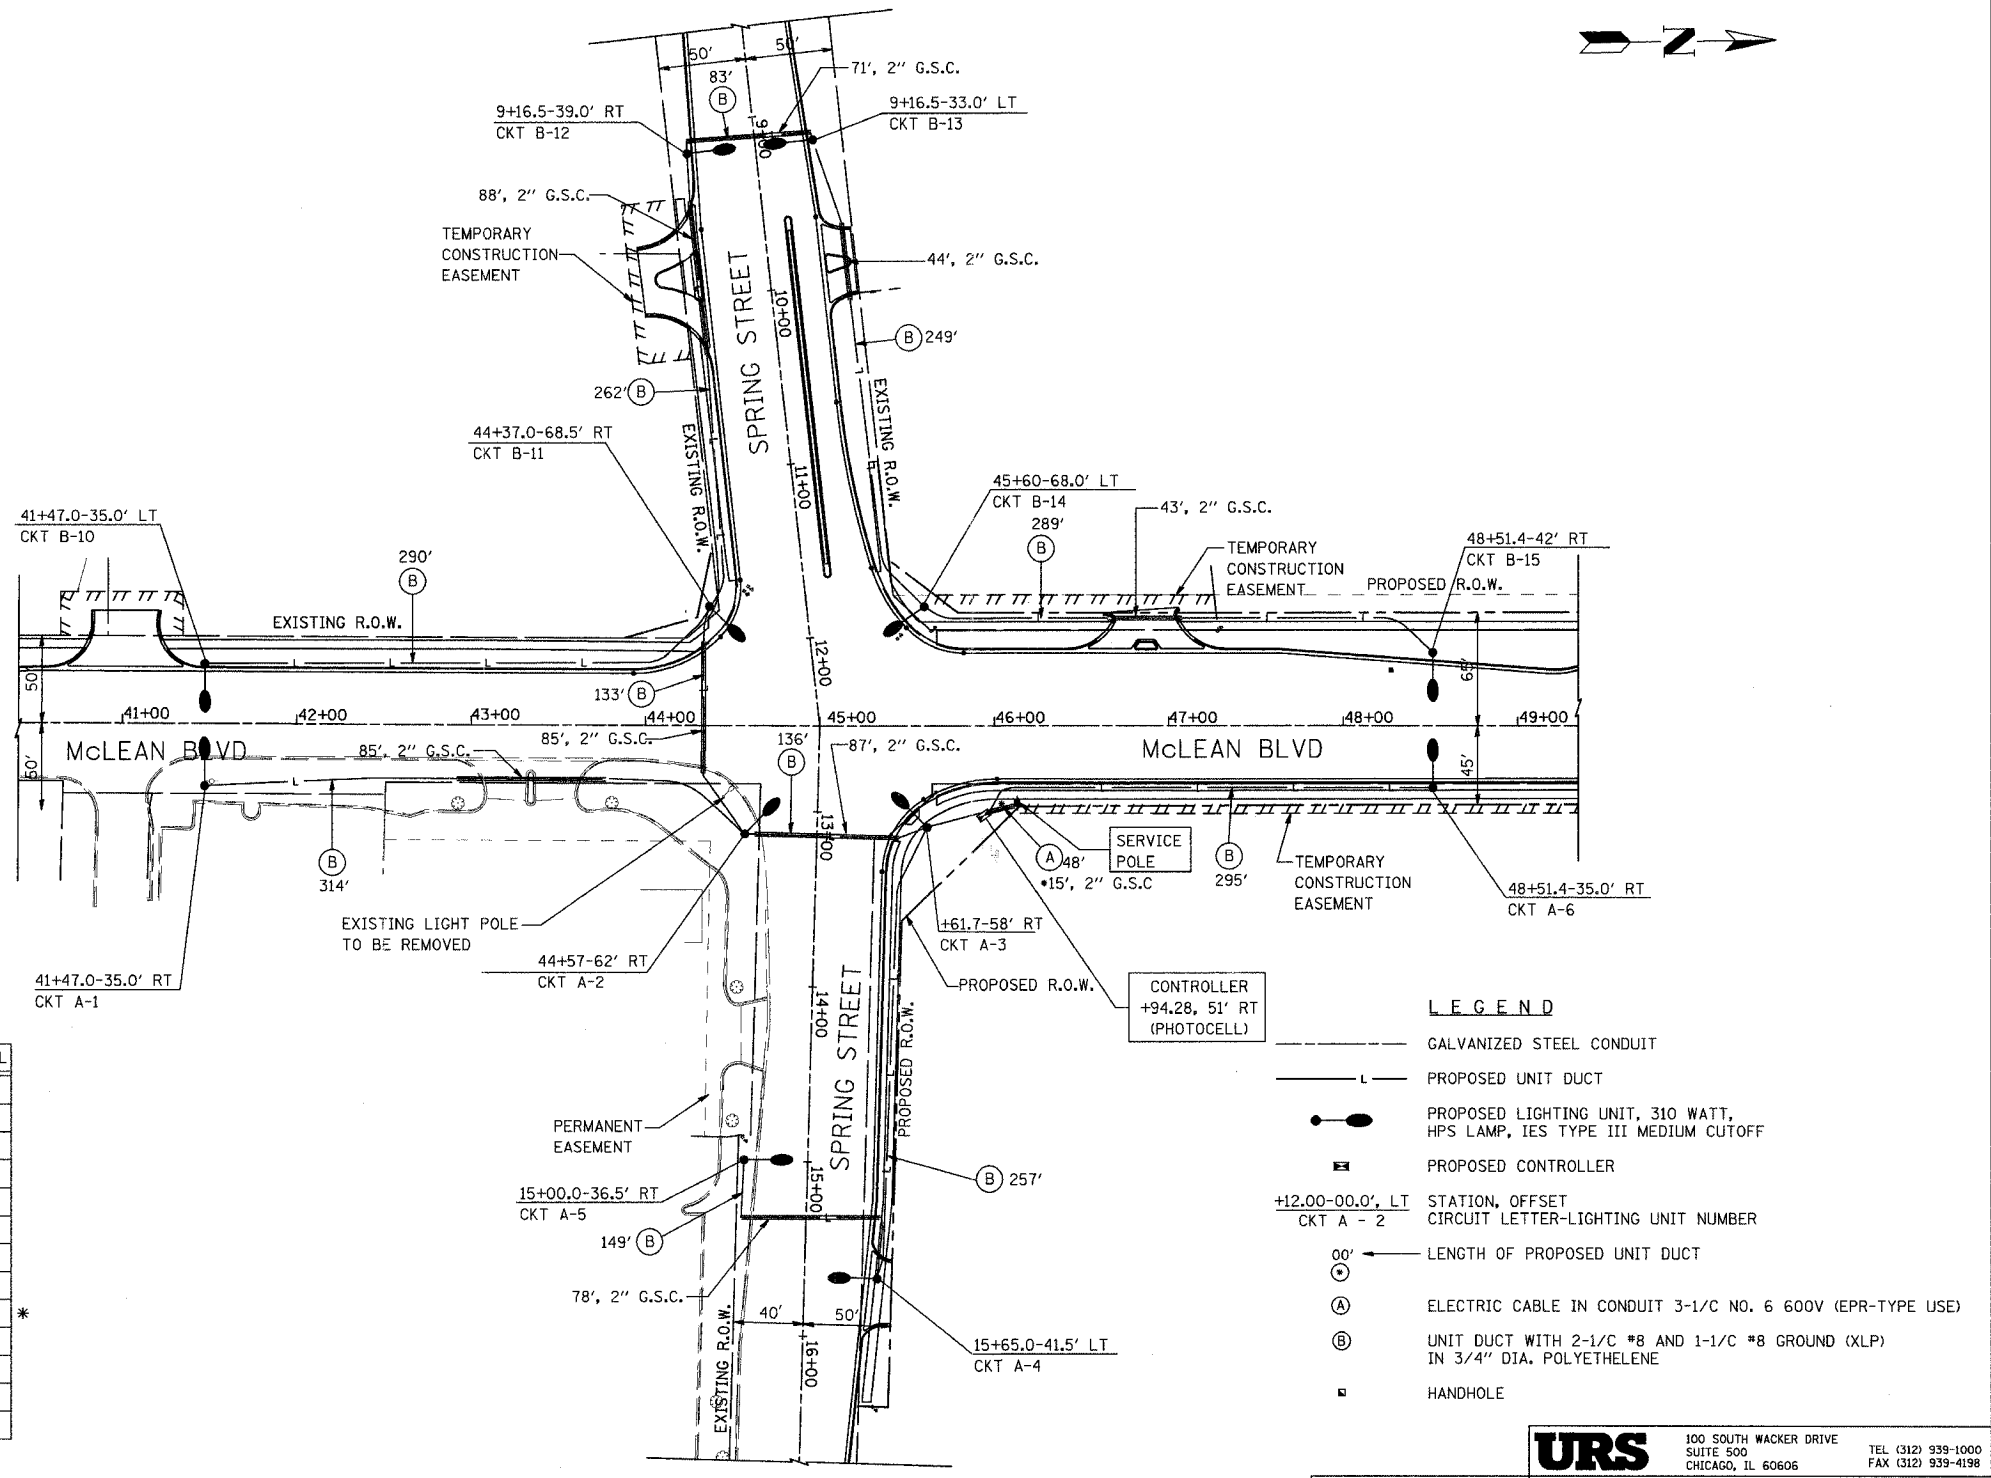 N
50'
50'
71', 2" G.S.C.
83'
B
9+16.5-39.0' RT
CKT B-12
9+16.5-33.0' LT
CKT B-13
9+00
88', 2" G.S.C.
TEMPORARY
CONSTRUCTION
EASEMENT
44', 2" G.S.C.
SPRING STREET
10+00
B 249'
262' B
EXISTING R.O.W.
EXISTING R.O.W.
44+37.0-68.5' RT
CKT B-11
11+00
45+60-68.0' LT
CKT B-14
289'
B
43', 2" G.S.C.
41+47.0-35.0' LT
CKT B-10
290'
B
TEMPORARY
CONSTRUCTION
EASEMENT
48+51.4-42' RT
CKT B-15
PROPOSED R.O.W.
EXISTING R.O.W.
12+00
50'
133' B
65'
41+00
42+00
43+00
44+00
45+00
46+00
47+00
48+00
49+00
McLEAN BLVD
85', 2" G.S.C.
85', 2" G.S.C.
136'
B
87', 2" G.S.C.
McLEAN BLVD
50'
45'
13+00
B
314'
A 48'
*15', 2" G.S.C
SERVICE
POLE
B
295'
TEMPORARY
CONSTRUCTION
EASEMENT
48+51.4-35.0' RT
CKT A-6
EXISTING LIGHT POLE
TO BE REMOVED
+61.7-58' RT
CKT A-3
44+57-62' RT
CKT A-2
41+47.0-35.0' RT
CKT A-1
PROPOSED R.O.W.
CONTROLLER
+94.28, 51' RT
(PHOTOCELL)
14+00
SPRING STREET
PROPOSED R.O.W.
PERMANENT
EASEMENT
15+00
B 257'
15+00.0-36.5' RT
CKT A-5
149' B
78', 2" G.S.C.
40'
50'
EXISTING R.O.W.
16+00
15+65.0-41.5' LT
CKT A-4
L
*
LEGEND
GALVANIZED STEEL CONDUIT
L PROPOSED UNIT DUCT
PROPOSED LIGHTING UNIT, 310 WATT,
HPS LAMP, IES TYPE III MEDIUM CUTOFF
PROPOSED CONTROLLER
+12.00-00.0', LT STATION, OFFSET
CKT A - 2 CIRCUIT LETTER-LIGHTING UNIT NUMBER
00' LENGTH OF PROPOSED UNIT DUCT
*
A ELECTRIC CABLE IN CONDUIT 3-1/C NO. 6 600V (EPR-TYPE USE)
B UNIT DUCT WITH 2-1/C #8 AND 1-1/C #8 GROUND (XLP)
IN 3/4" DIA. POLYETHELENE
HANDHOLE
URS
100 SOUTH WACKER DRIVE
SUITE 500
CHICAGO, IL 60606
TEL (312) 939-1000
FAX (312) 939-4198